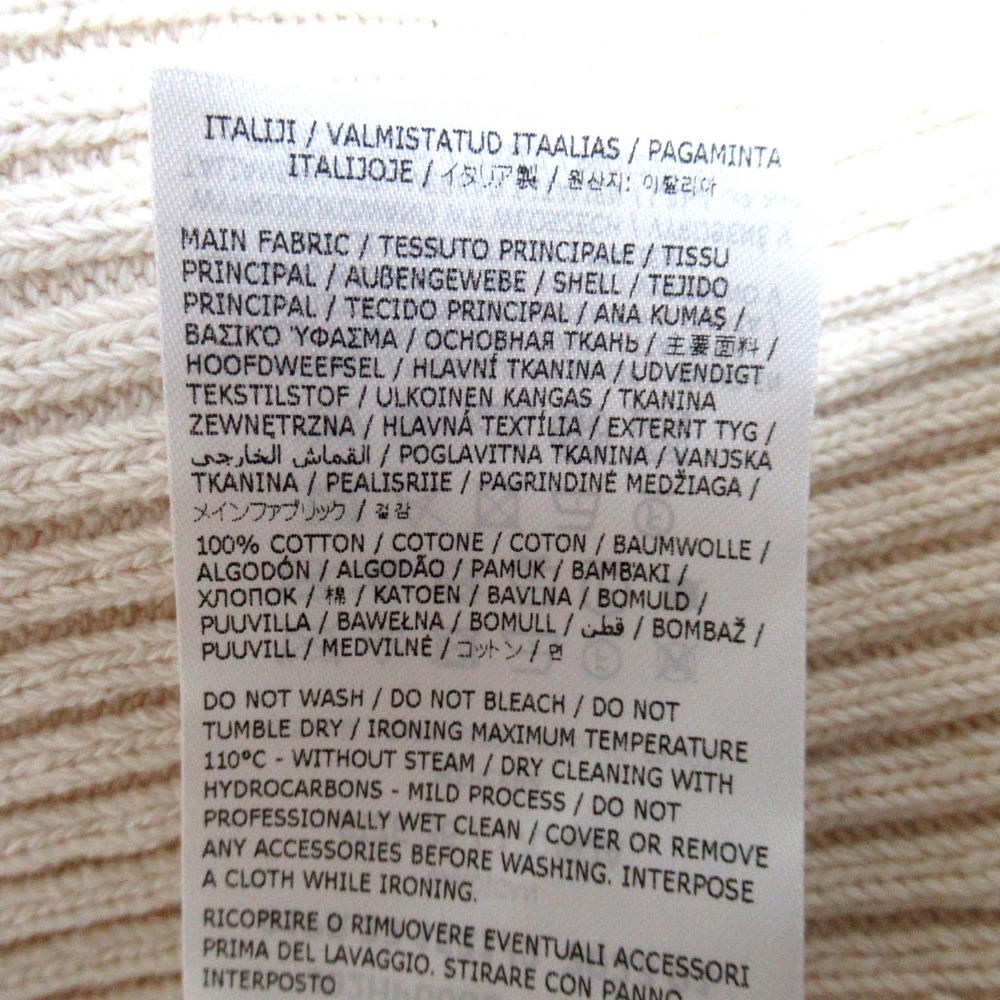 ITALIJI / VALMISTATUD ITAALIAS / PAGAMINTA
ITALIJOJE / イタリア製 / 원산지: 이탈리아
MAIN FABRIC / TESSUTO PRINCIPALE / TISSU
PRINCIPAL / AUßENGEWEBE / SHELL / TEJIDO
PRINCIPAL / TECIDO PRINCIPAL / ANA KUMAŞ /
ΒΑΣΙΚΌ ΎΦΑΣΜΑ / ОСНОВНАЯ ТКАНЬ / 主要面料 /
HOOFDWEEFSEL / HLAVNÍ TKANINA / UDVENDIGT
TEKSTILSTOF / ULKOINEN KANGAS / TKANINA
ZEWNĘTRZNA / HLAVNÁ TEXTÍLIA / EXTERNT TYG /
القماش الخارجي / POGLAVITNA TKANINA / VANJSKA
TKANINA / PEALISRIIE / PAGRINDINĖ MEDŽIAGA /
メインファブリック / 겉감
100% COTTON / COTONE / COTON / BAUMWOLLE /
ALGODÓN / ALGODÃO / PAMUK / ΒΑΜΒΆΚΙ /
ХЛОПОК / 棉 / KATOEN / BAVLNA / BOMULD /
PUUVILLA / BAWEŁNA / BOMULL / قطن / BOMBAŽ /
PUUVILL / MEDVILNĖ / コットン / 면
DO NOT WASH / DO NOT BLEACH / DO NOT
TUMBLE DRY / IRONING MAXIMUM TEMPERATURE
110°C - WITHOUT STEAM / DRY CLEANING WITH
HYDROCARBONS - MILD PROCESS / DO NOT
PROFESSIONALLY WET CLEAN / COVER OR REMOVE
ANY ACCESSORIES BEFORE WASHING. INTERPOSE
A CLOTH WHILE IRONING.
RICOPRIRE O RIMUOVERE EVENTUALI ACCESSORI
PRIMA DEL LAVAGGIO. STIRARE CON PANNO
INTERPOSTO